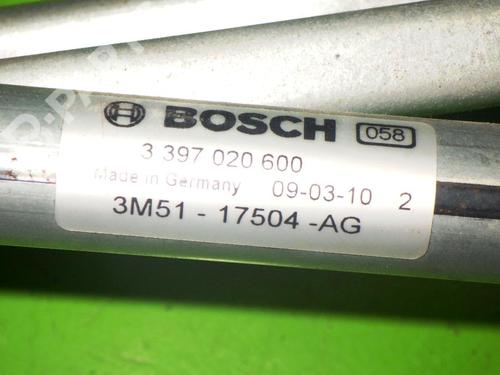 BOSCH 058
3 397 020 600
Made in Germany 09-03-10 2
3M51 - 17504 -AG